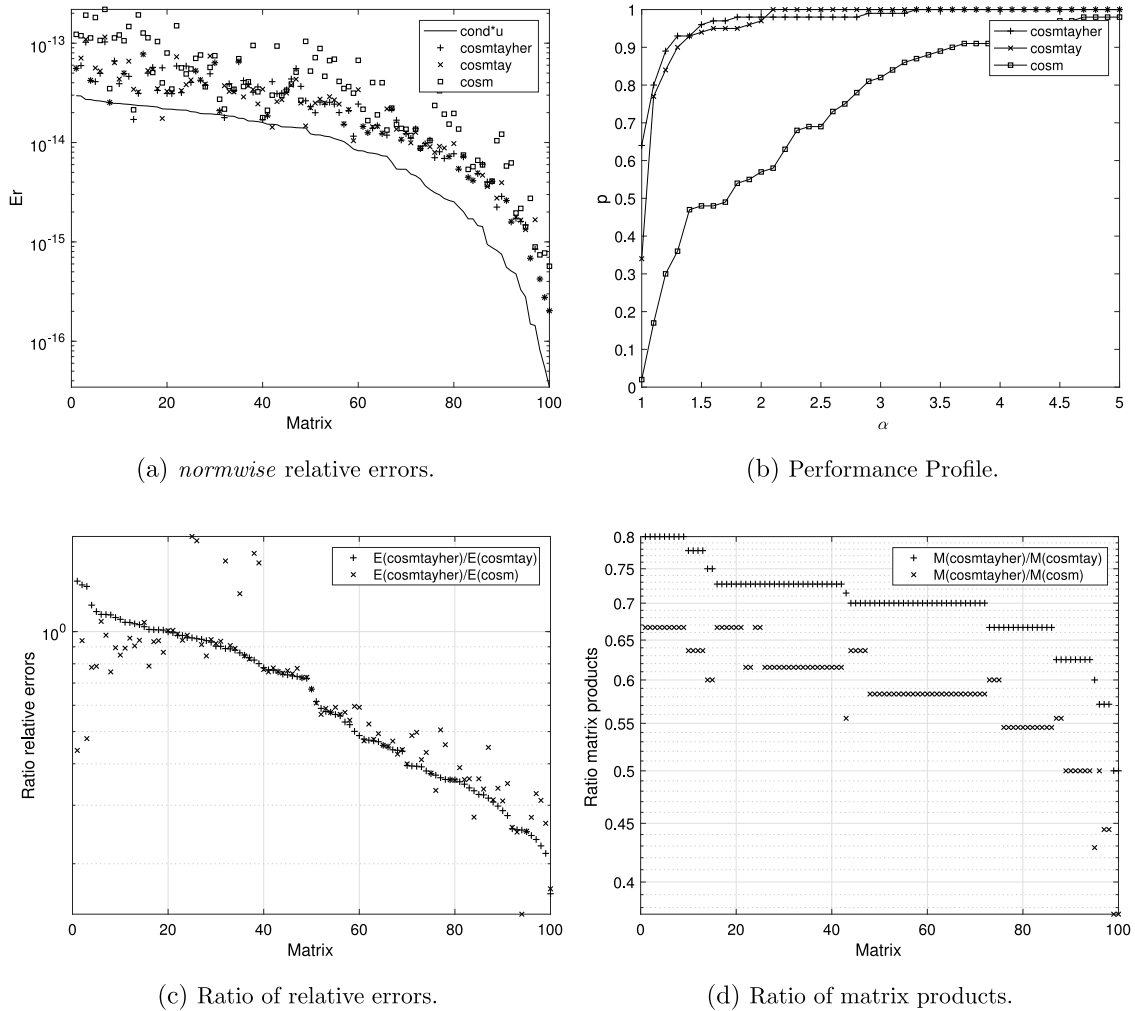 10^-13
10^-14
10^-15
10^-16
Er
0
20
40
60
80
100
Matrix
cond*u
cosmtayher
cosmtay
cosm
(a) normwise relative errors.
1
0.9
0.8
0.7
0.6
0.5
0.4
0.3
0.2
0.1
0
p
1
1.5
2
2.5
3
3.5
4
4.5
5
α
cosmtayher
cosmtay
cosm
(b) Performance Profile.
10^0
Ratio relative errors
0
20
40
60
80
100
Matrix
E(cosmtayher)/E(cosmtay)
E(cosmtayher)/E(cosm)
(c) Ratio of relative errors.
0.8
0.75
0.7
0.65
0.6
0.55
0.5
0.45
0.4
Ratio matrix products
0
20
40
60
80
100
Matrix
M(cosmtayher)/M(cosmtay)
M(cosmtayher)/M(cosm)
(d) Ratio of matrix products.